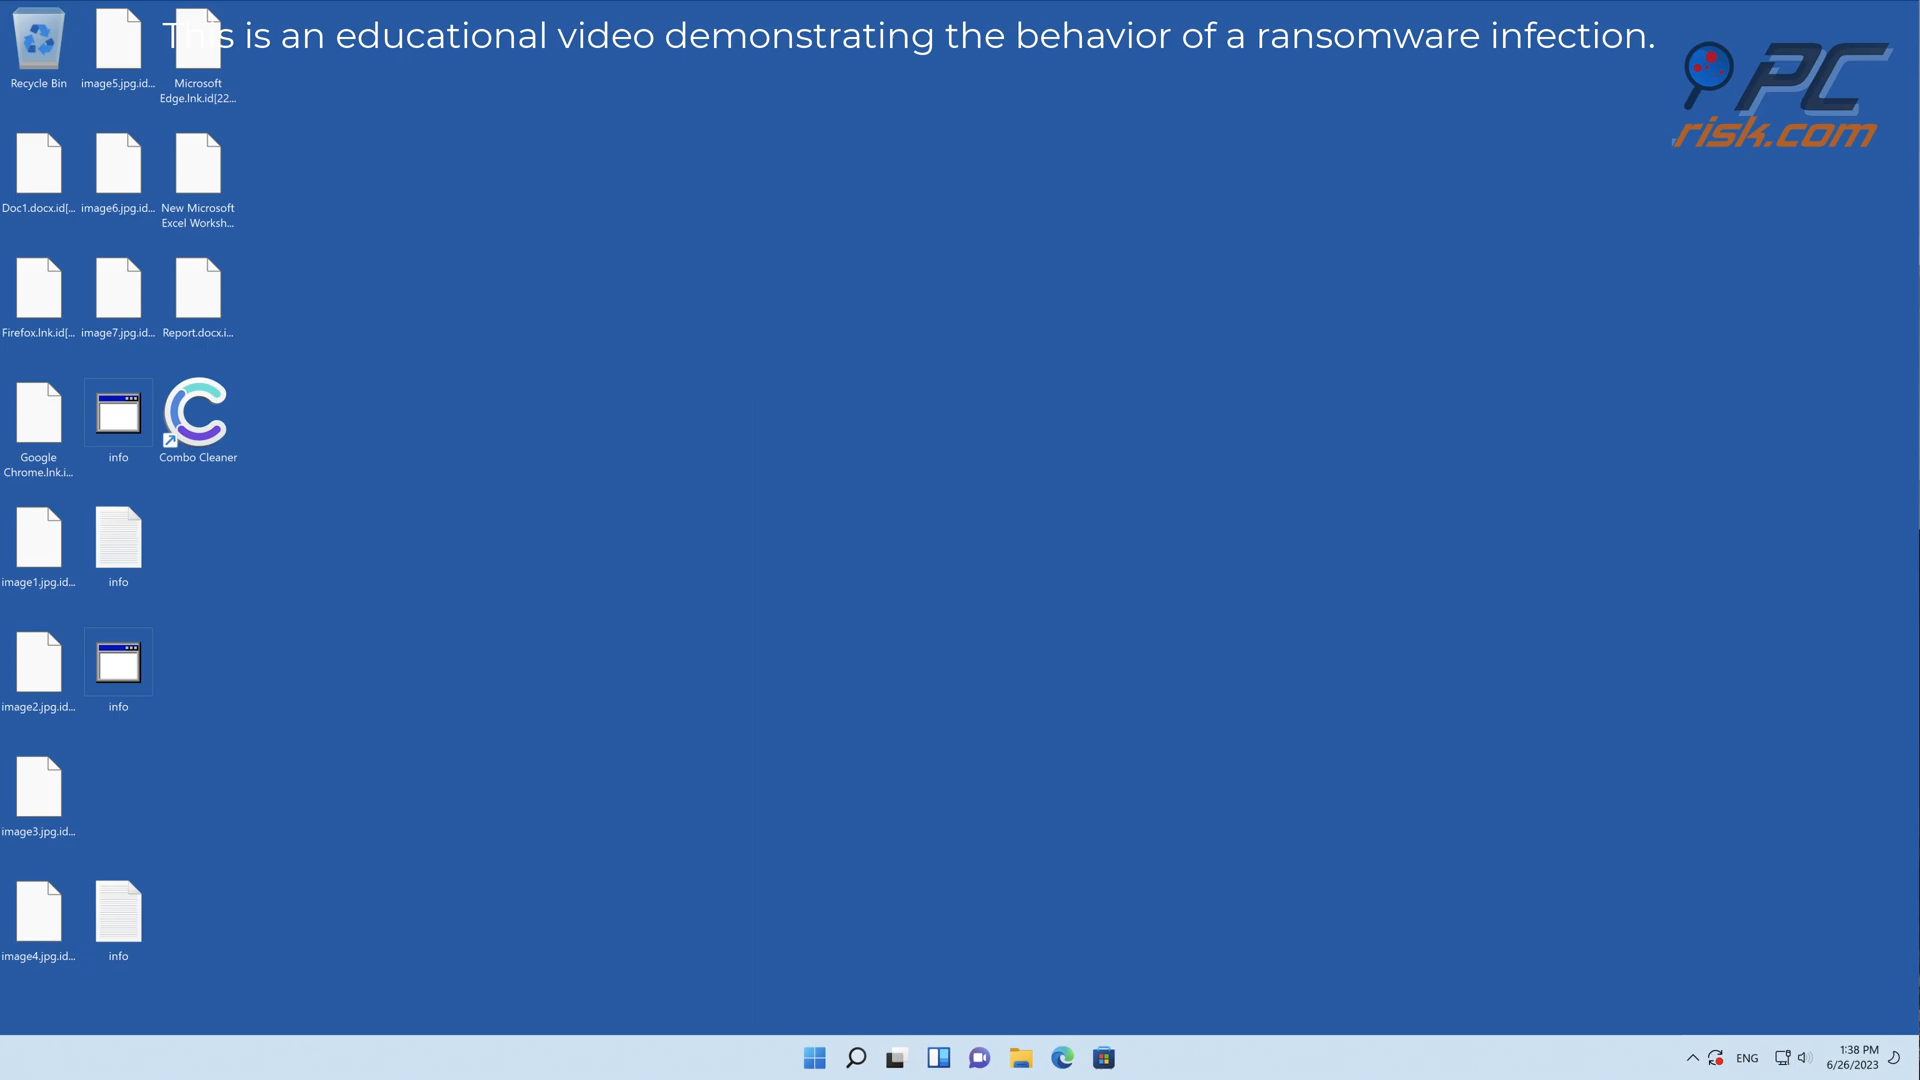 This is an educational video demonstrating the behavior of a ransomware infection.
PC
risk.com
Recycle Bin
image5.jpg.id...
Microsoft
Edge.lnk.id[22...
Doc1.docx.id[...
image6.jpg.id...
New Microsoft
Excel Worksh...
Firefox.lnk.id[...
image7.jpg.id...
Report.docx.i...
Google
Chrome.lnk.i...
info
Combo Cleaner
image1.jpg.id...
info
image2.jpg.id...
info
image3.jpg.id...
image4.jpg.id...
info
ENG
1:38 PM
6/26/2023